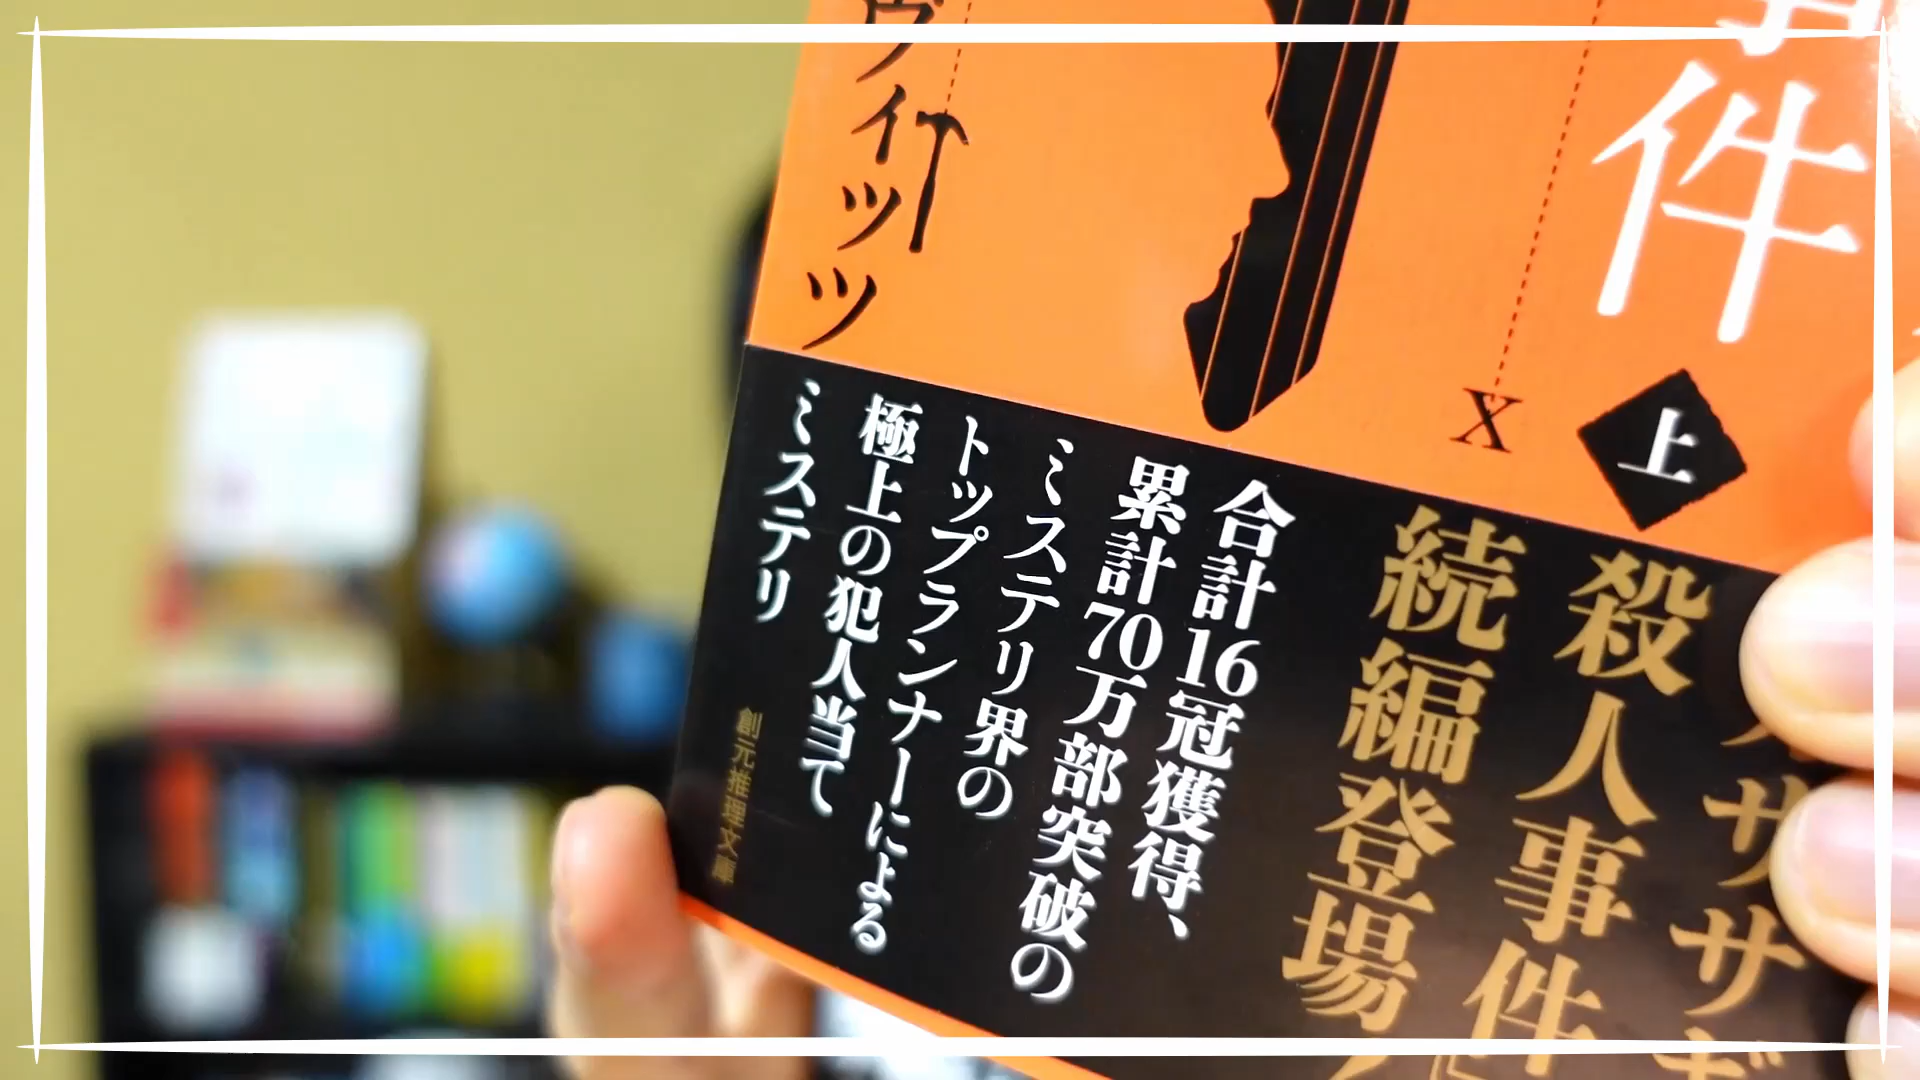 事件
上
X
ヴィッツ
カササギ
殺人事件』
続編登場
合計16冠獲得、
累計70万部突破の
ミステリ界の
トップランナーによる
極上の犯人当て
ミステリ
創元推理文庫